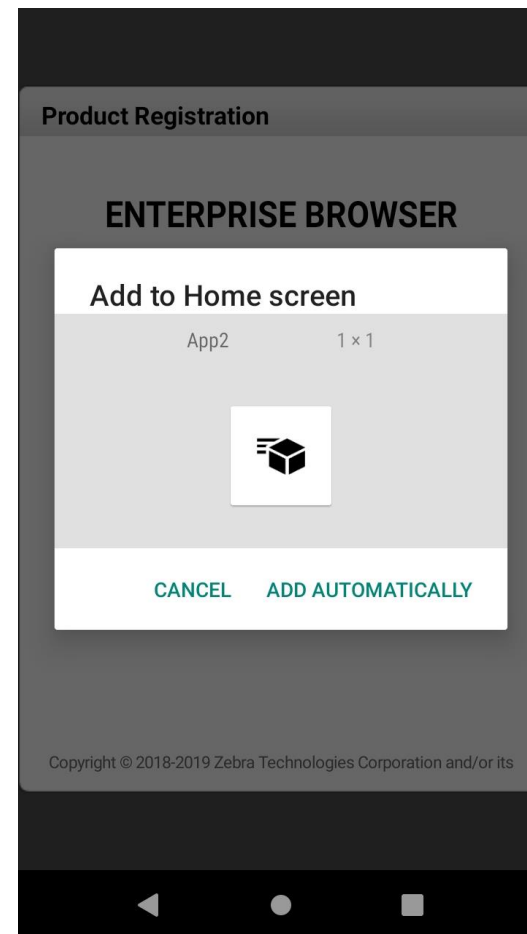 Product Registration
ENTERPRISE BROWSER
Add to Home screen
App2 1 × 1
CANCEL ADD AUTOMATICALLY
Copyright © 2018-2019 Zebra Technologies Corporation and/or its